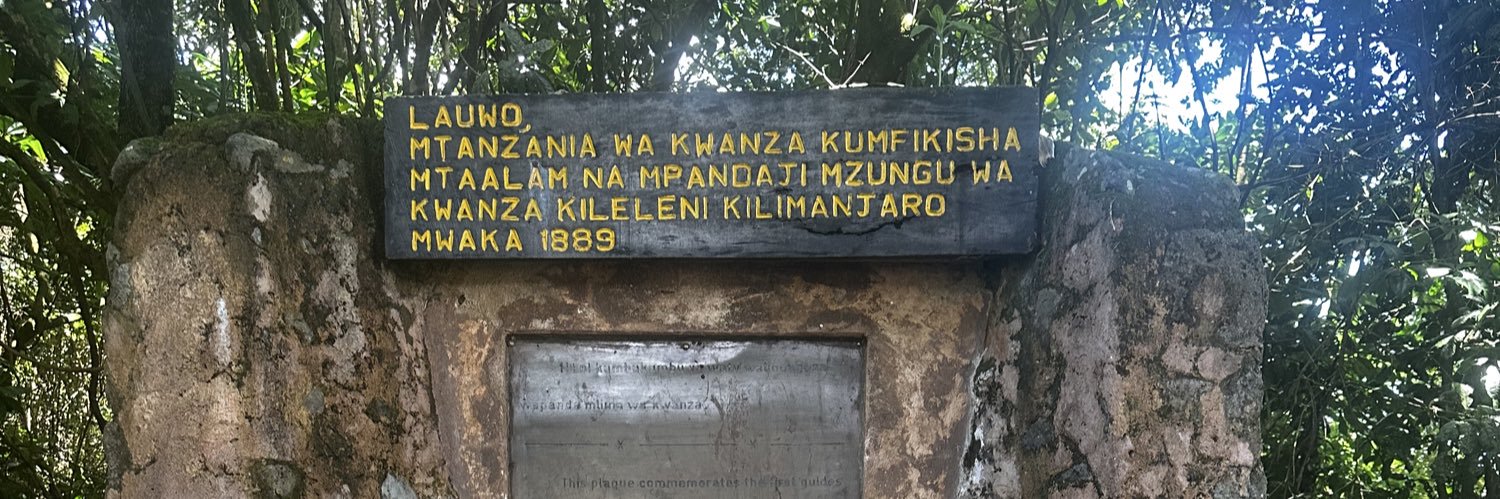 LAUWO,
MTANZANIA WA KWANZA KUMFIKISHA
MTAALAM NA MPANDAJI MZUNGU WA
KWANZA KILELENI KILIMANJARO
MWAKA 1889
wapanda mlima wa kwanza,
This plaque commemorates the first guides